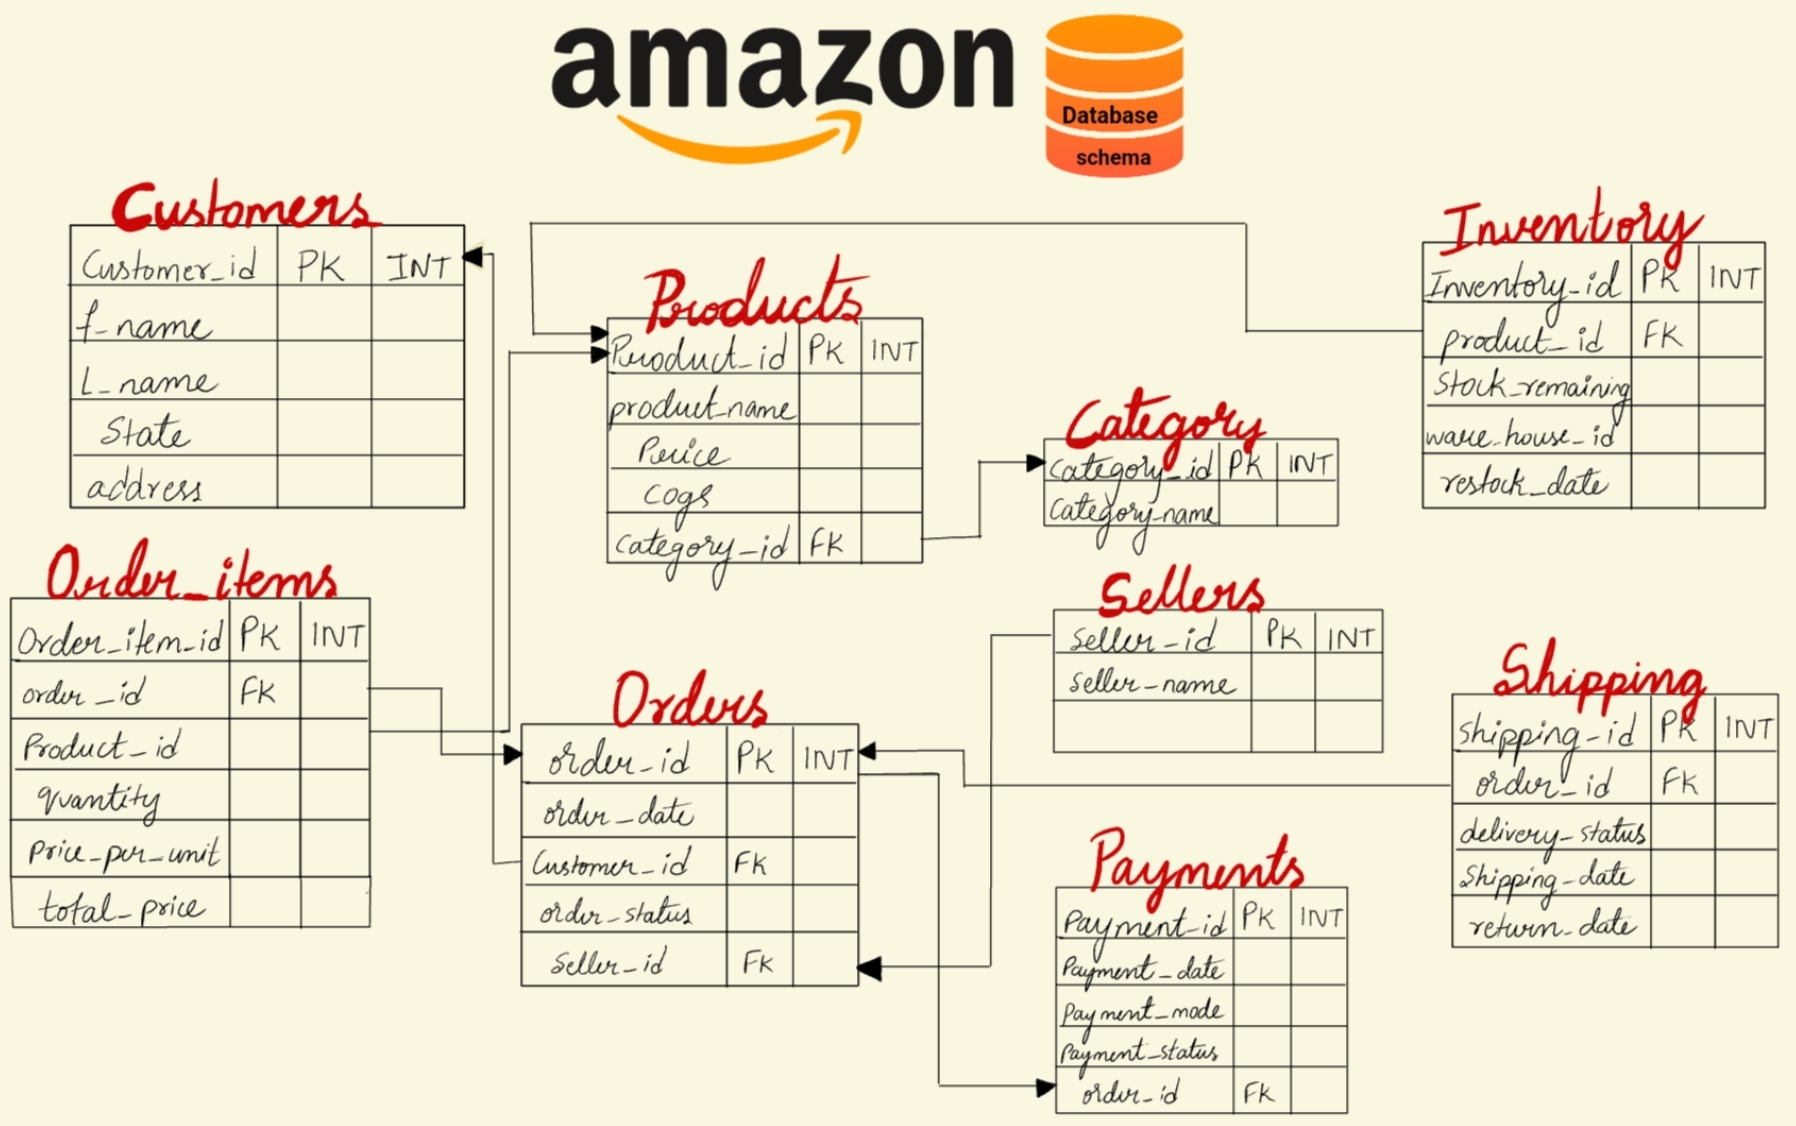 amazon
Database
schema
Customers
Customer_id PK INT
f_name
L_name
State
address
Products
Product_id PK INT
product_name
Price
cogs
category_id FK
Category
category_id PK INT
Category_name
Inventory
Inventory_id PK INT
product_id FK
Stock_remaining
ware_house_id
restock_date
Order_items
Order_item_id PK INT
order_id FK
Product_id
quantity
price_per_unit
total_price
Orders
order_id PK INT
order_date
Customer_id FK
order_status
Seller_id FK
Sellers
Seller_id PK INT
Seller_name
Payments
Payment_id PK INT
Payment_date
Payment_mode
Payment_status
order_id FK
Shipping
Shipping_id PK INT
order_id FK
delivery_status
Shipping_date
return_date